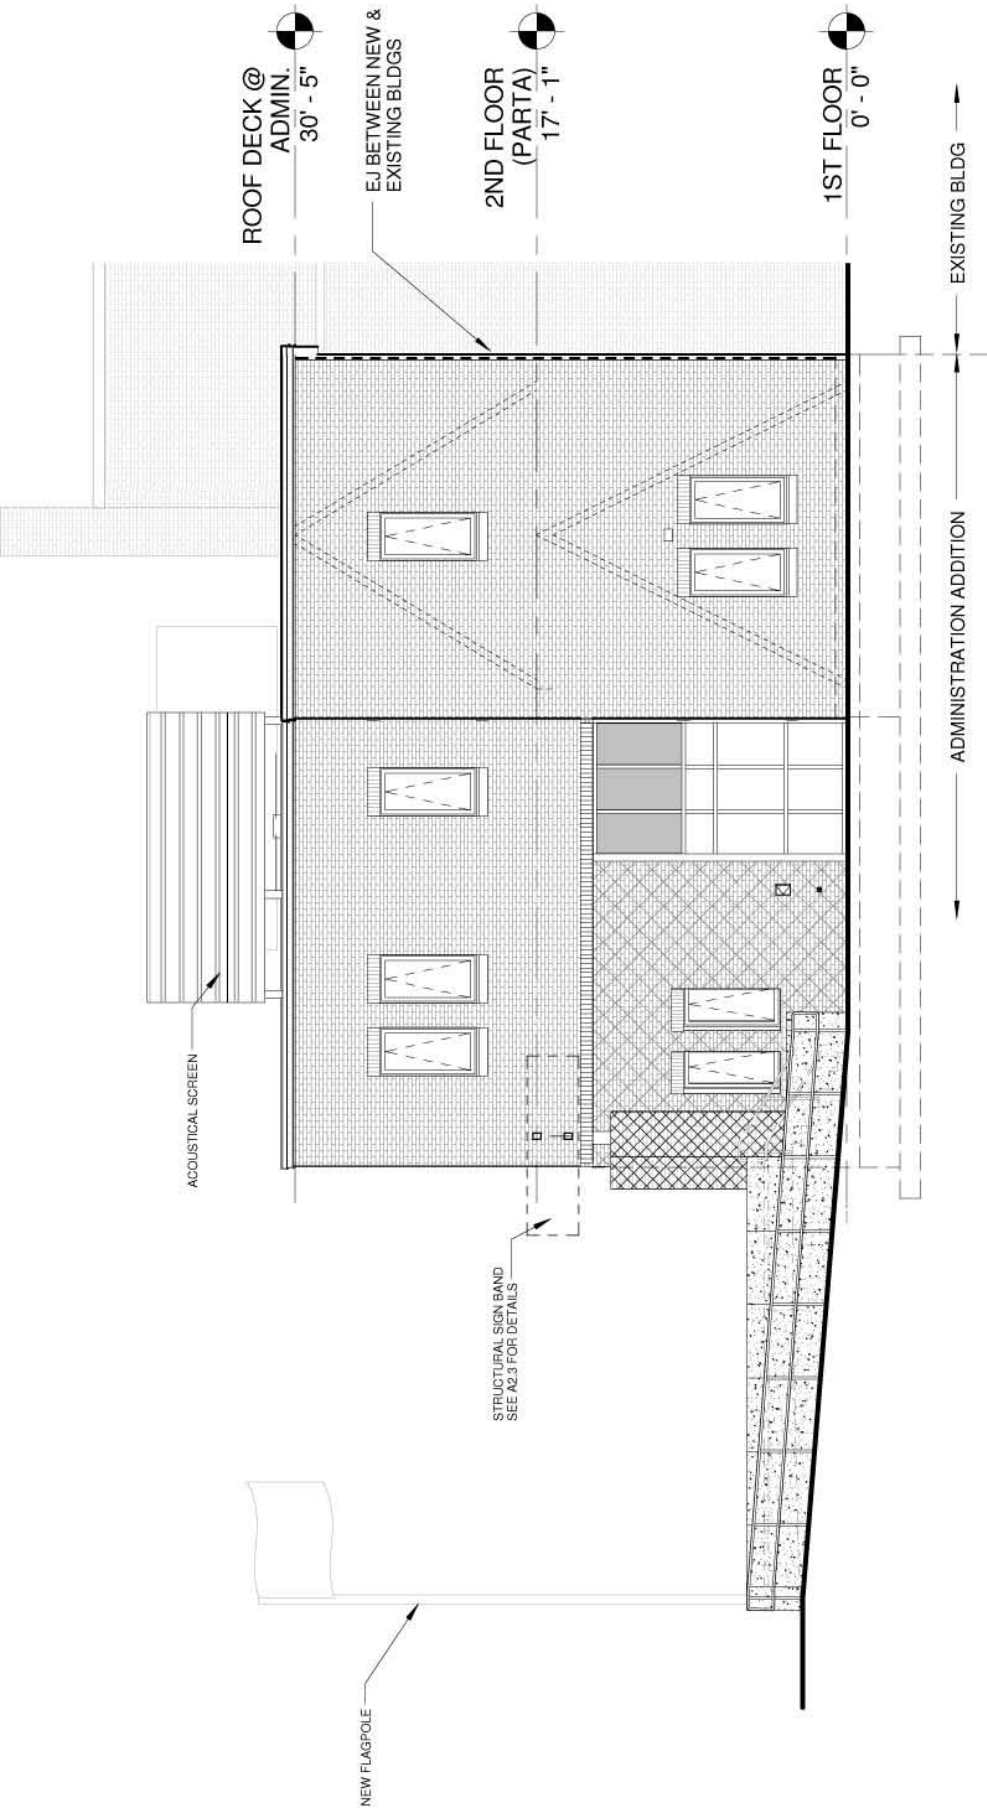 ROOF DECK @
ADMIN.
30' - 5"
EJ BETWEEN NEW &
EXISTING BLDGS
2ND FLOOR
(PARTA)
17' - 1"
1ST FLOOR
0' - 0"
EXISTING BLDG
ADMINISTRATION ADDITION
ACOUSTICAL SCREEN
STRUCTURAL SIGN BAND
SEE A2.3 FOR DETAILS
NEW FLAGPOLE